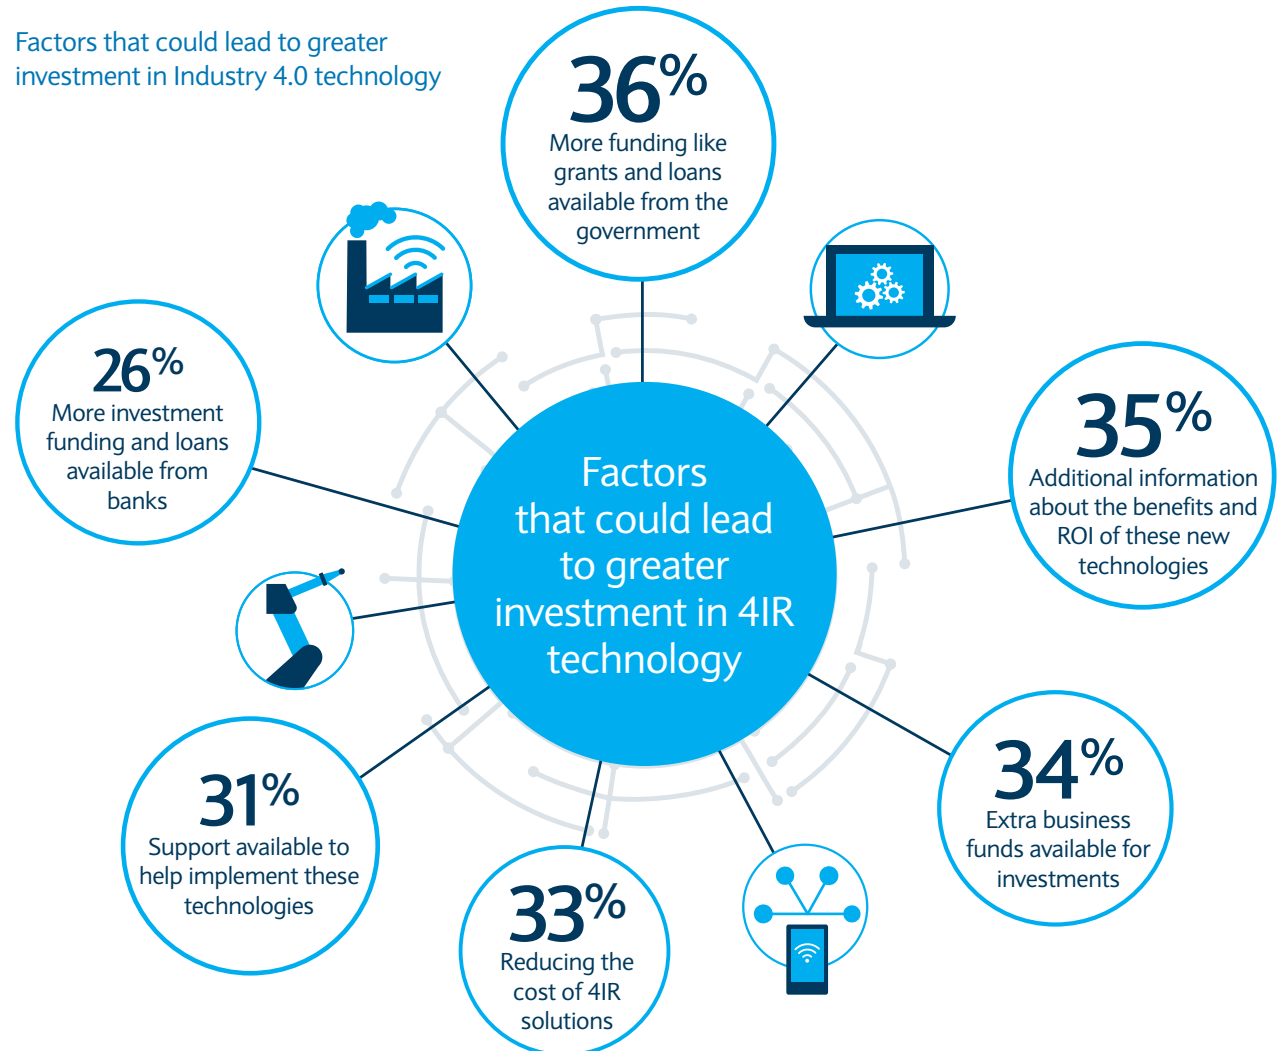 Factors that could lead to greater
investment in Industry 4.0 technology
36%
More funding like
grants and loans
available from the
government
26%
More investment
funding and loans
available from
banks
35%
Additional information
about the benefits and
ROI of these new
technologies
Factors
that could lead
to greater
investment in 4IR
technology
31%
Support available to
help implement these
technologies
33%
Reducing the
cost of 4IR
solutions
34%
Extra business
funds available for
investments